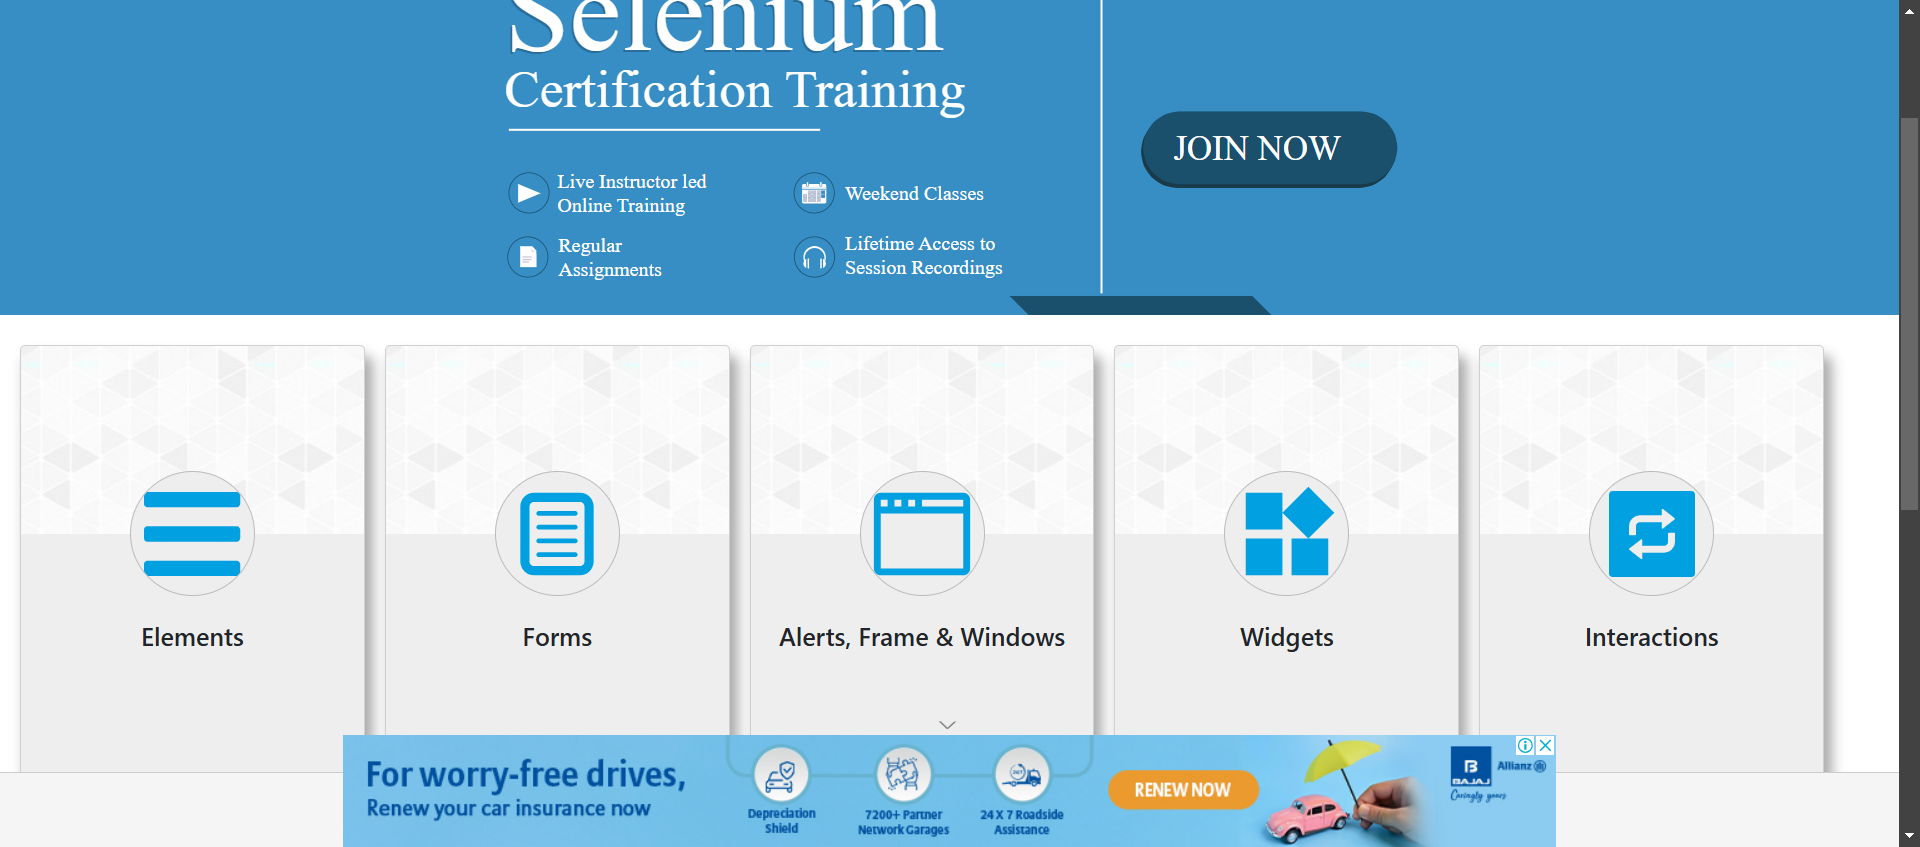 Selenium
Certification Training
JOIN NOW
Live Instructor led
Online Training
Weekend Classes
Regular
Assignments
Lifetime Access to
Session Recordings
Elements
Forms
Alerts, Frame & Windows
Widgets
Interactions
For worry-free drives,
Renew your car insurance now
Depreciation
Shield
7200+ Partner
Network Garages
24 X 7 Roadside
Assistance
RENEW NOW
BAJAJ
Allianz
Caringly yours